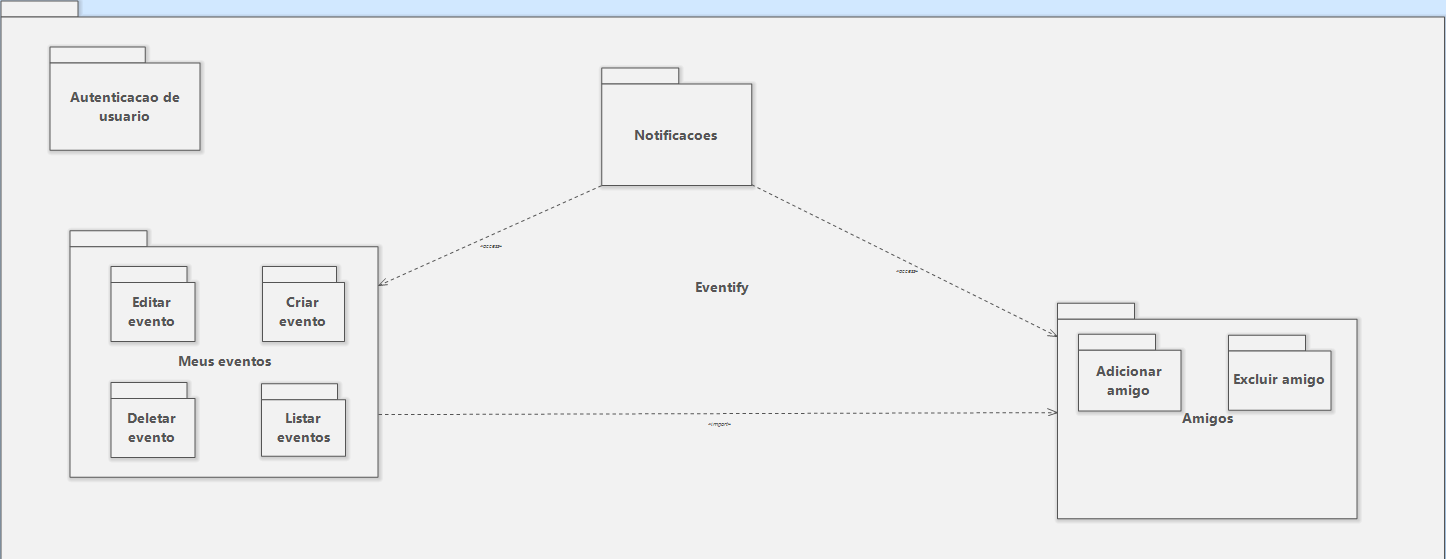 Autenticacao de
usuario
Notificacoes
«access»
«access»
Eventify
Editar
evento
Criar
evento
Meus eventos
Deletar
evento
Listar
eventos
«import»
Adicionar
amigo
Excluir amigo
Amigos